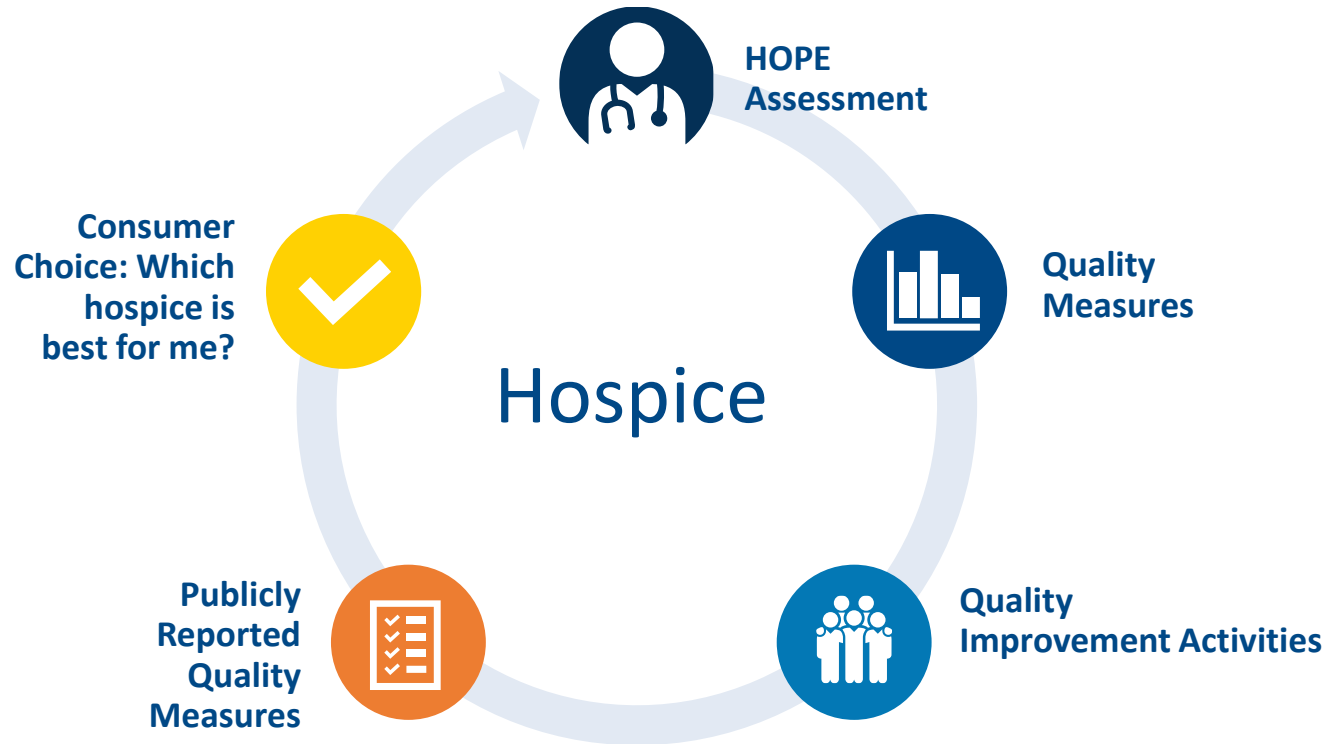 HOPE
Assessment
Quality
Measures
Quality
Improvement Activities
Publicly
Reported
Quality
Measures
Consumer
Choice: Which
hospice is
best for me?
Hospice